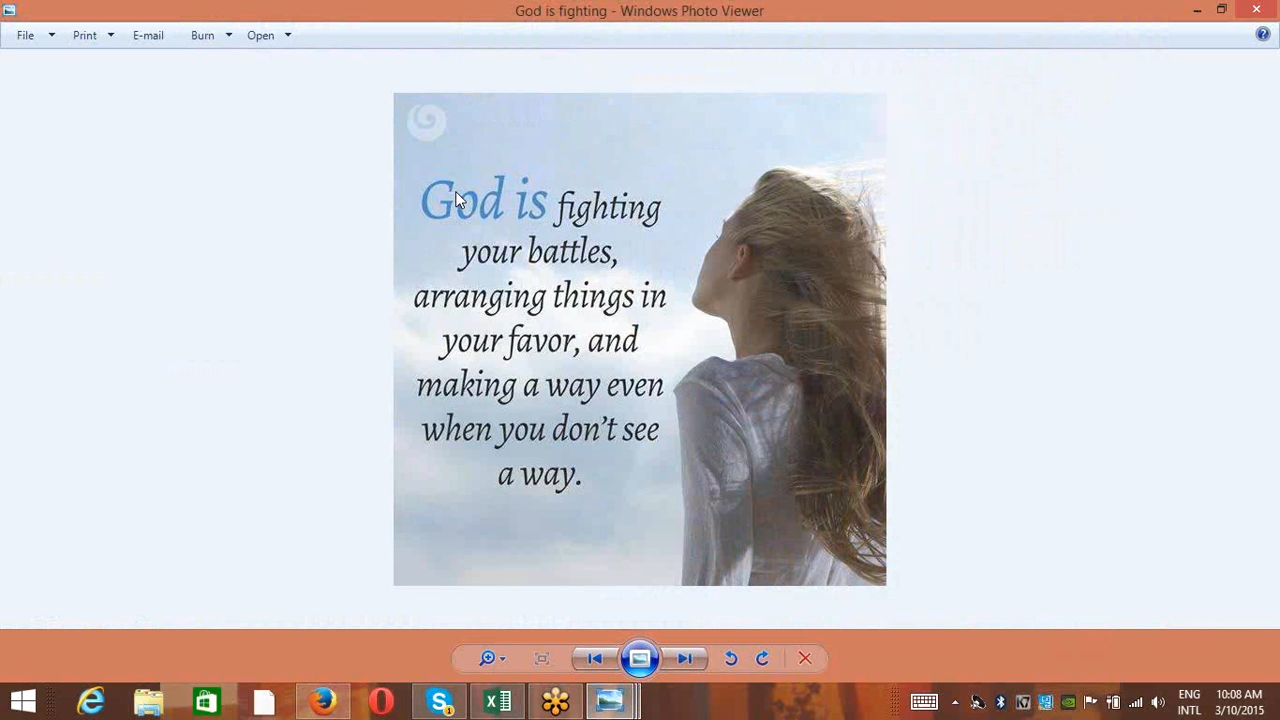 God is fighting - Windows Photo Viewer
File Print E-mail Burn Open
God is fighting
your battles,
arranging things in
your favor, and
making a way even
when you don't see
a way.
ENG 10:08 AM
INTL 3/10/2015